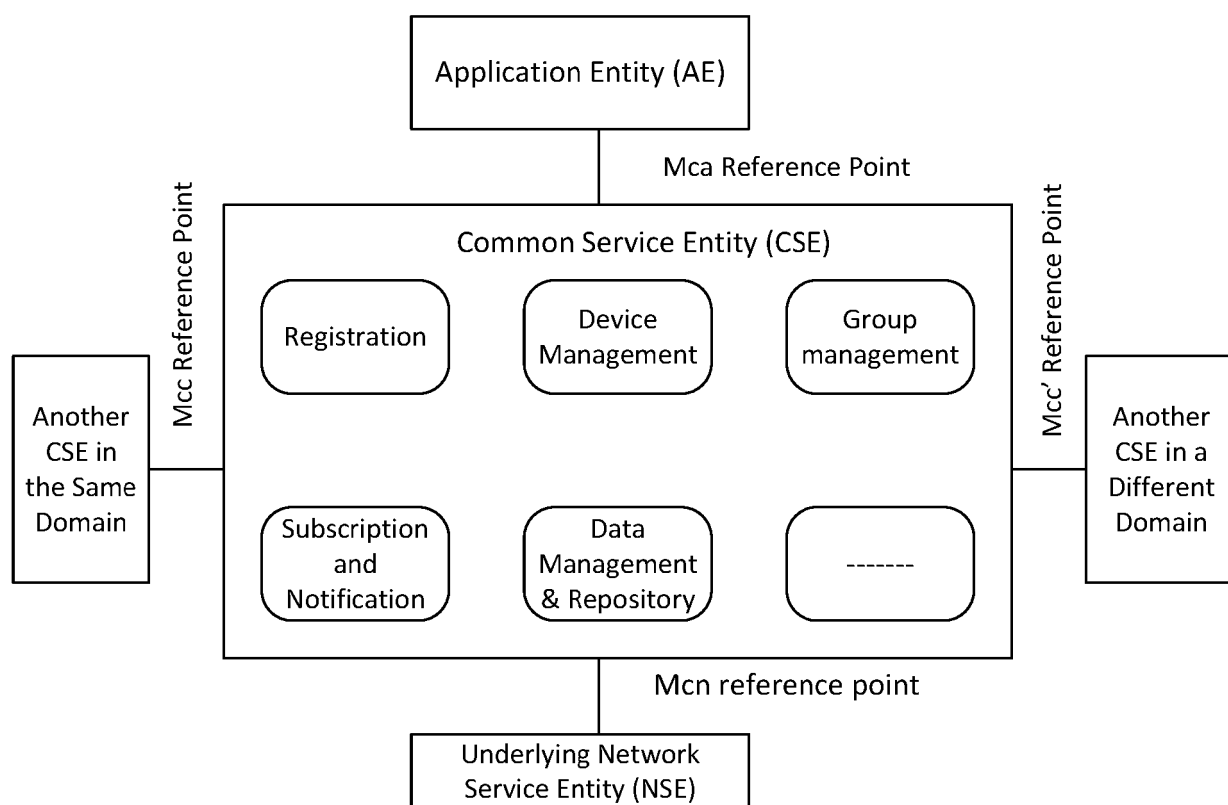 Application Entity (AE)
Mca Reference Point
Mcc Reference Point
Mcc' Reference Point
Common Service Entity (CSE)
Registration
Device
Management
Group
management
Another
CSE in
the Same
Domain
Another
CSE in a
Different
Domain
Subscription
and
Notification
Data
Management
& Repository
-------
Mcn reference point
Underlying Network
Service Entity (NSE)